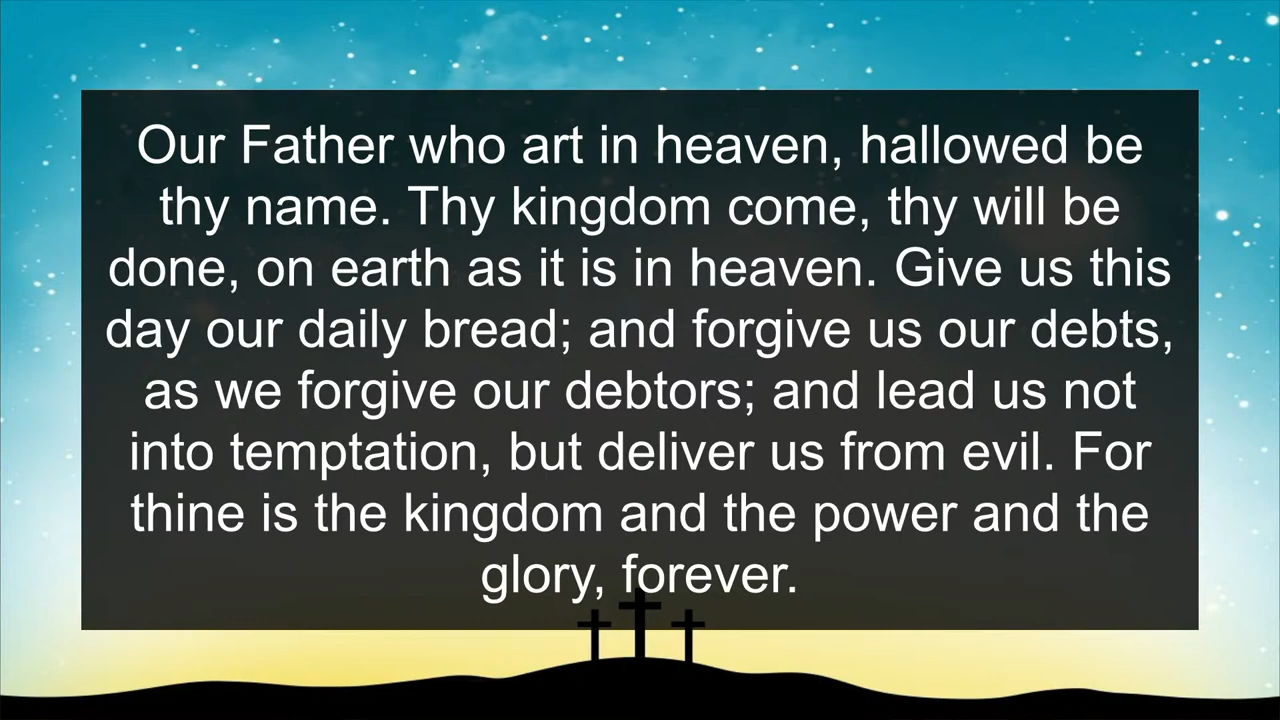 Our Father who art in heaven, hallowed be
thy name. Thy kingdom come, thy will be
done, on earth as it is in heaven. Give us this
day our daily bread; and forgive us our debts,
as we forgive our debtors; and lead us not
into temptation, but deliver us from evil. For
thine is the kingdom and the power and the
glory, forever.